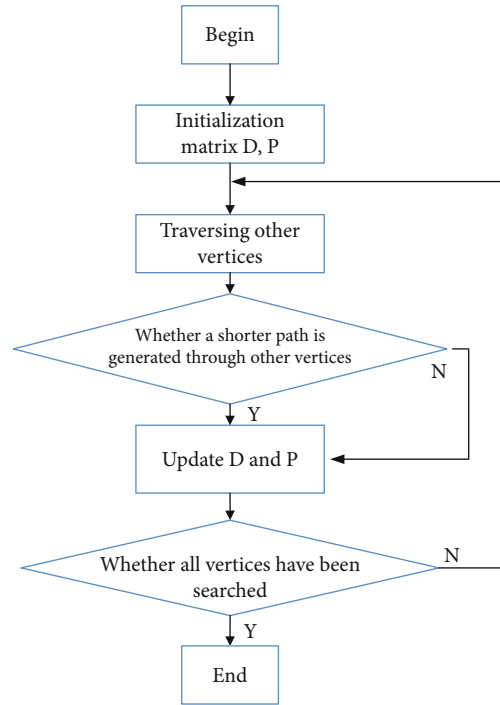 Begin
Initialization
matrix D, P
Traversing other
vertices
Whether a shorter path is
generated through other vertices
N
Y
Update D and P
Whether all vertices have been
searched
N
Y
End